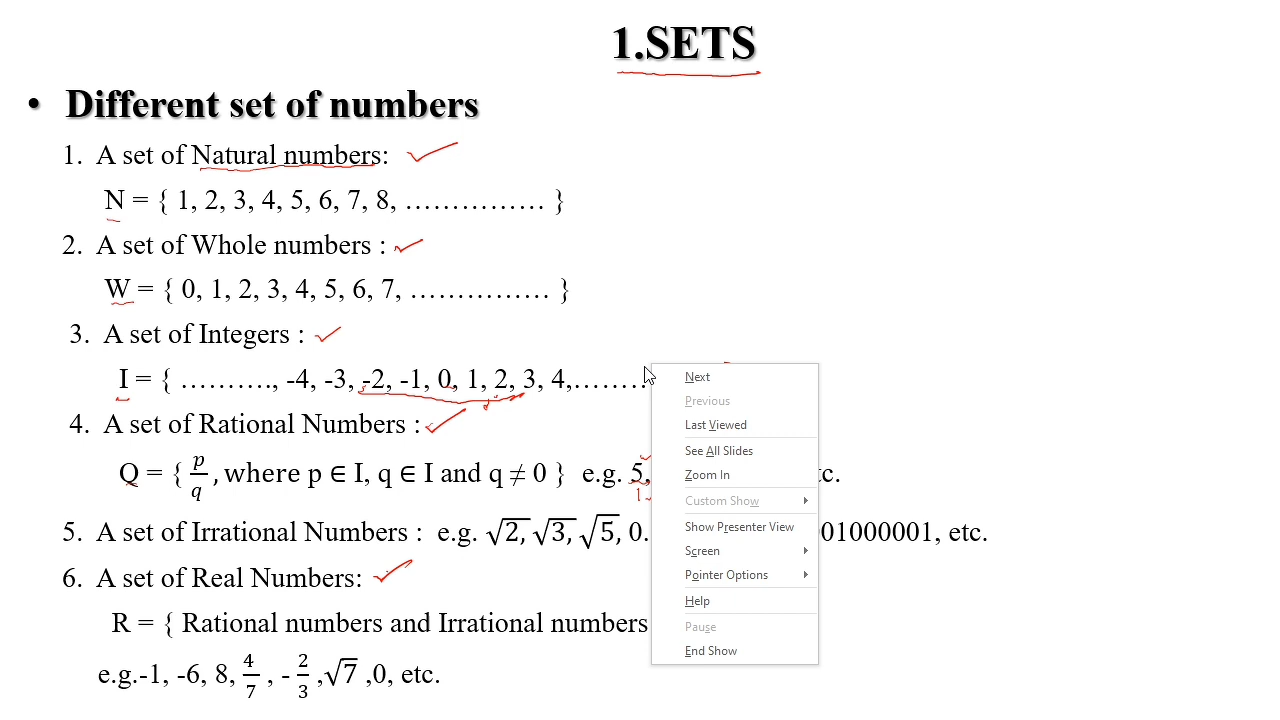 1.SETS
• Different set of numbers
1. A set of Natural numbers:
N = { 1, 2, 3, 4, 5, 6, 7, 8, …………… }
2. A set of Whole numbers :
W = { 0, 1, 2, 3, 4, 5, 6, 7, …………… }
3. A set of Integers :
I = { ………., -4, -3, -2, -1, 0, 1, 2, 3, 4,………
4. A set of Rational Numbers :
Q = { p/q , where p ∈ I, q ∈ I and q ≠ 0 } e.g. 5, tc.
1
5. A set of Irrational Numbers : e.g. √2, √3, √5, 0. 01000001, etc.
6. A set of Real Numbers:
R = { Rational numbers and Irrational numbers
e.g.-1, -6, 8, 4/7 , - 2/3 ,√7 ,0, etc.
Next
Previous
Last Viewed
See All Slides
Zoom In
Custom Show
Show Presenter View
Screen
Pointer Options
Help
Pause
End Show